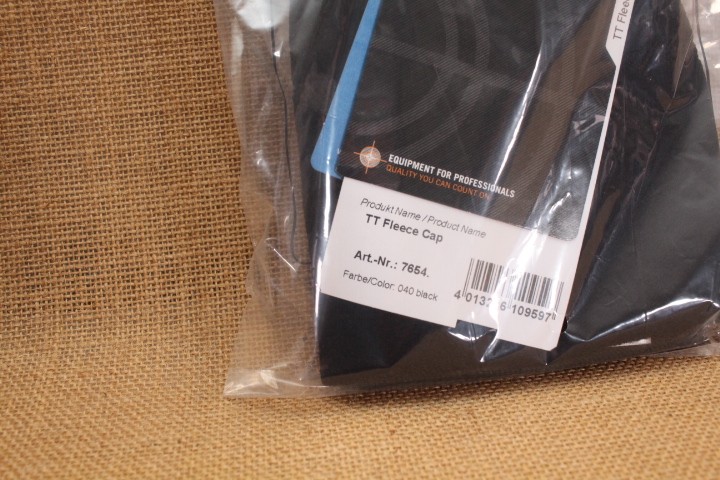 TT Fleece
EQUIPMENT FOR PROFESSIONALS
QUALITY YOU CAN COUNT ON
Produkt Name / Product Name
TT Fleece Cap
Art.-Nr.: 7654.
Farbe/Color: 040 black
109597